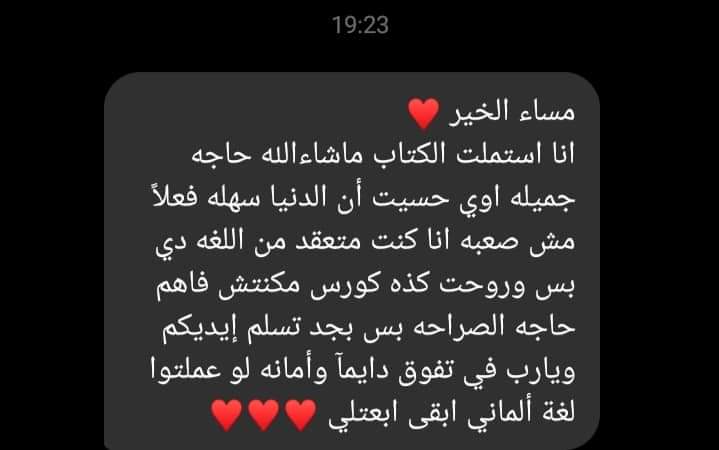 19:23
مساء الخير ❤️
انا استملت الكتاب ماشاءالله حاجه
جميله اوي حسيت أن الدنيا سهله فعلاً
مش صعبه انا كنت متعقد من اللغه دي
بس وروحت كذه كورس مكنتش فاهم
حاجه الصراحه بس بجد تسلم إيديكم
ويارب في تفوق دايمآ وأمانه لو عملتوا
لغة ألماني ابقى ابعتلي ❤️❤️❤️